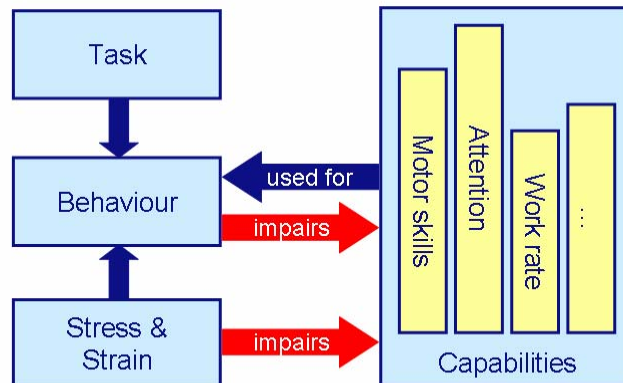 Task
Behaviour
used for
impairs
Stress &
Strain
impairs
Motor skills
Attention
Work rate
...
Capabilities